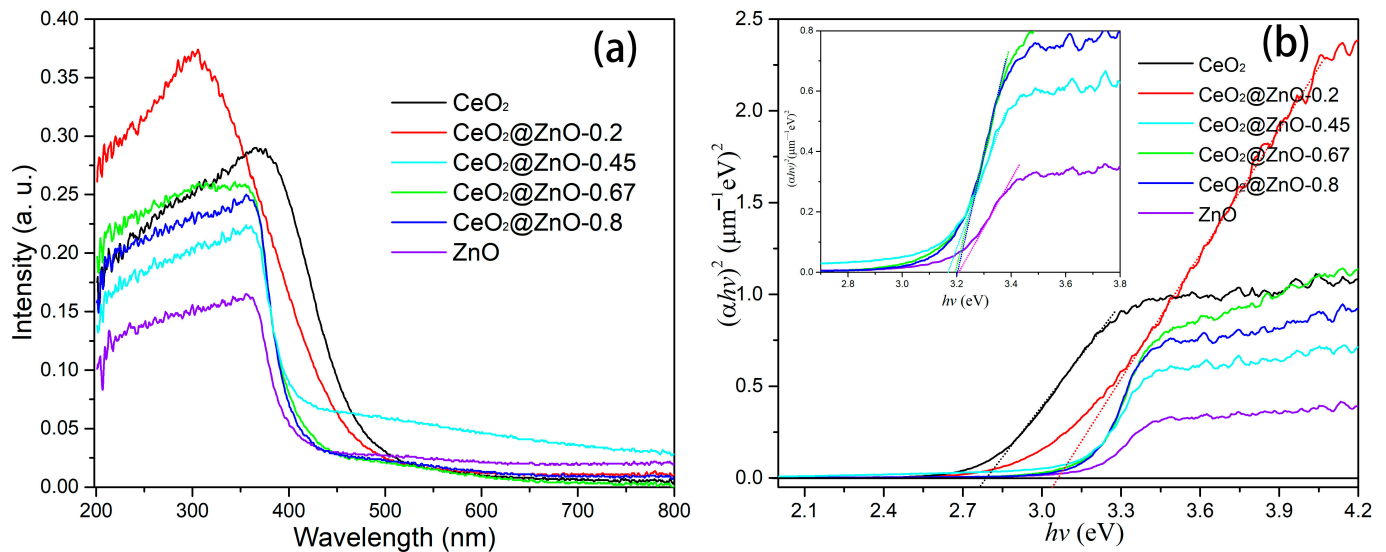 (a)
0.40
0.35
0.30
0.25
0.20
0.15
0.10
0.05
0.00
Intensity (a. u.)
200 300 400 500 600 700 800
Wavelength (nm)
CeO₂
CeO₂@ZnO-0.2
CeO₂@ZnO-0.45
CeO₂@ZnO-0.67
CeO₂@ZnO-0.8
ZnO
(b)
2.5
2.0
1.5
1.0
0.5
0.0
(αhν)² (μm⁻¹eV)²
2.1 2.4 2.7 3.0 3.3 3.6 3.9 4.2
hν (eV)
CeO₂
CeO₂@ZnO-0.2
CeO₂@ZnO-0.45
CeO₂@ZnO-0.67
CeO₂@ZnO-0.8
ZnO
0.8
0.6
0.4
0.2
0.0
(αhν)² (μm⁻¹eV)²
2.8 3.0 3.2 3.4 3.6 3.8
hν (eV)